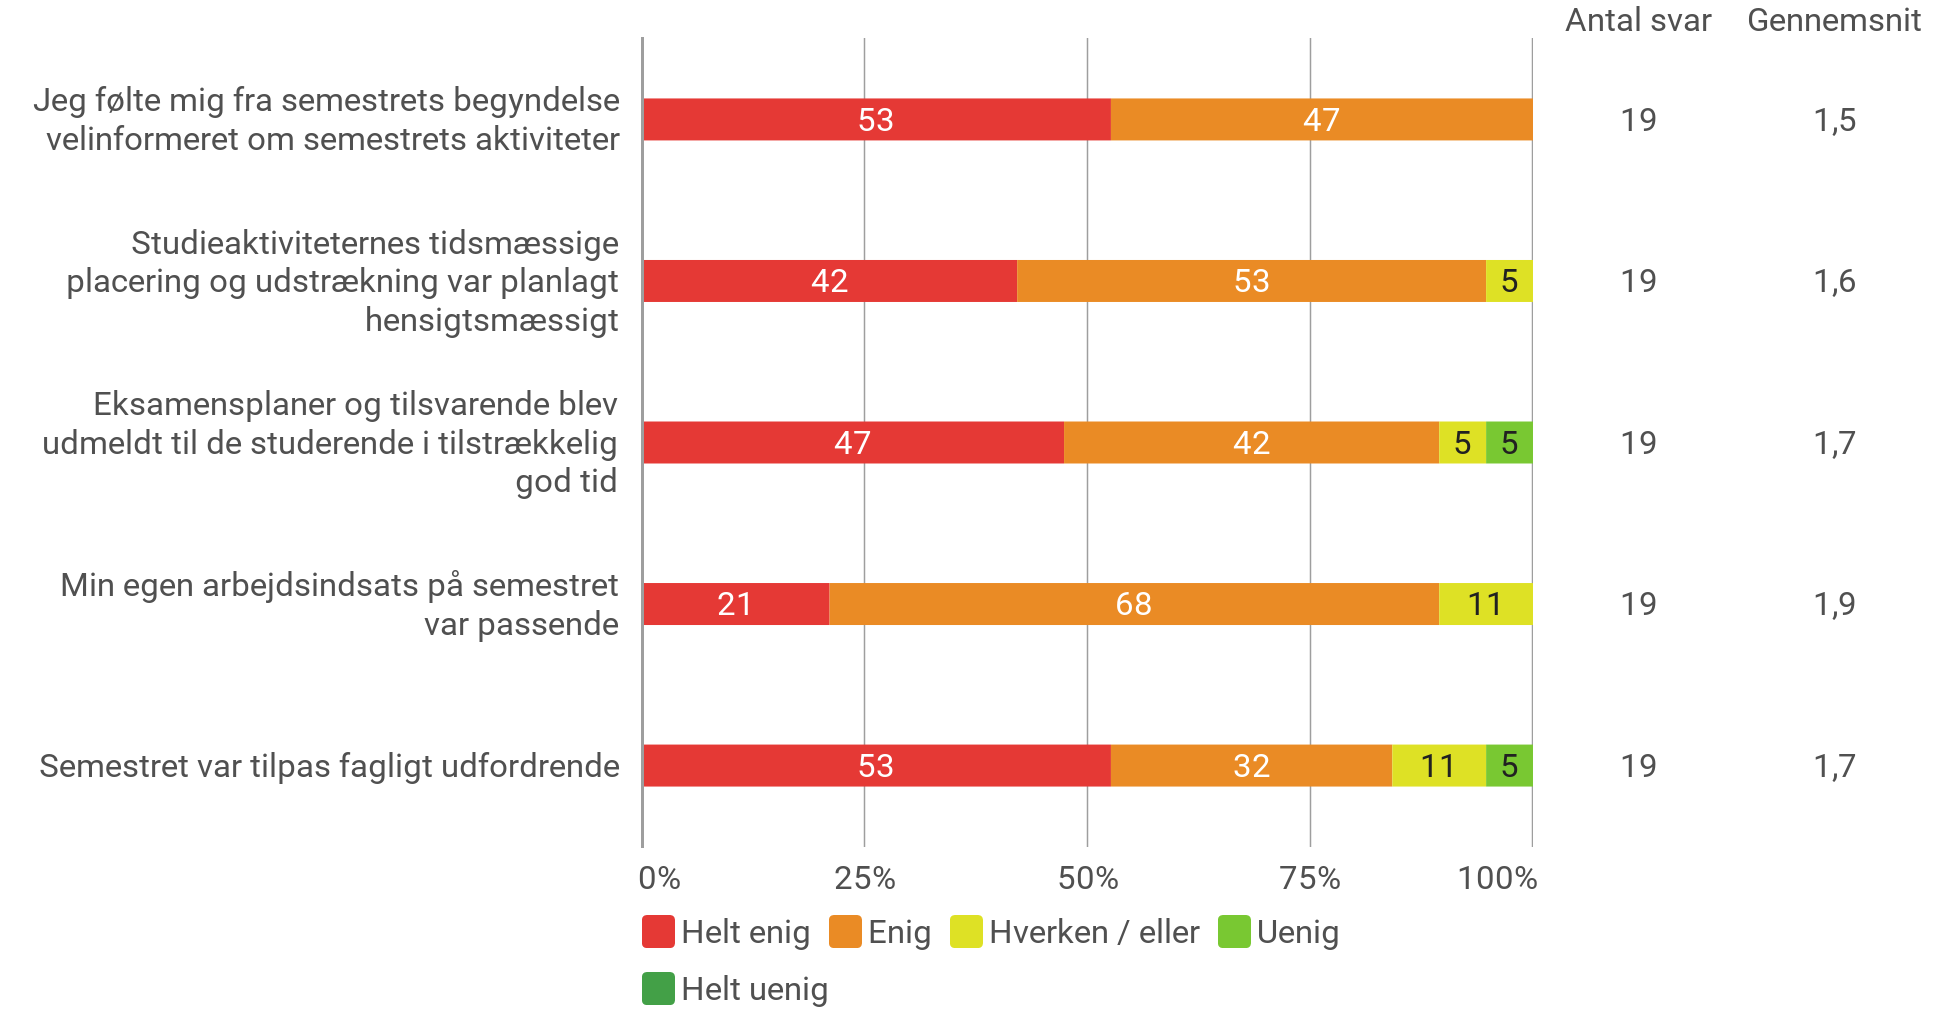 Antal svar Gennemsnit
Jeg følte mig fra semestrets begyndelse
velinformeret om semestrets aktiviteter
53 47 19 1,5
Studieaktiviteternes tidsmæssige
placering og udstrækning var planlagt
hensigtsmæssigt
42 53 5 19 1,6
Eksamensplaner og tilsvarende blev
udmeldt til de studerende i tilstrækkelig
god tid
47 42 5 5 19 1,7
Min egen arbejdsindsats på semestret
var passende
21 68 11 19 1,9
Semestret var tilpas fagligt udfordrende
53 32 11 5 19 1,7
0% 25% 50% 75% 100%
Helt enig Enig Hverken / eller Uenig
Helt uenig